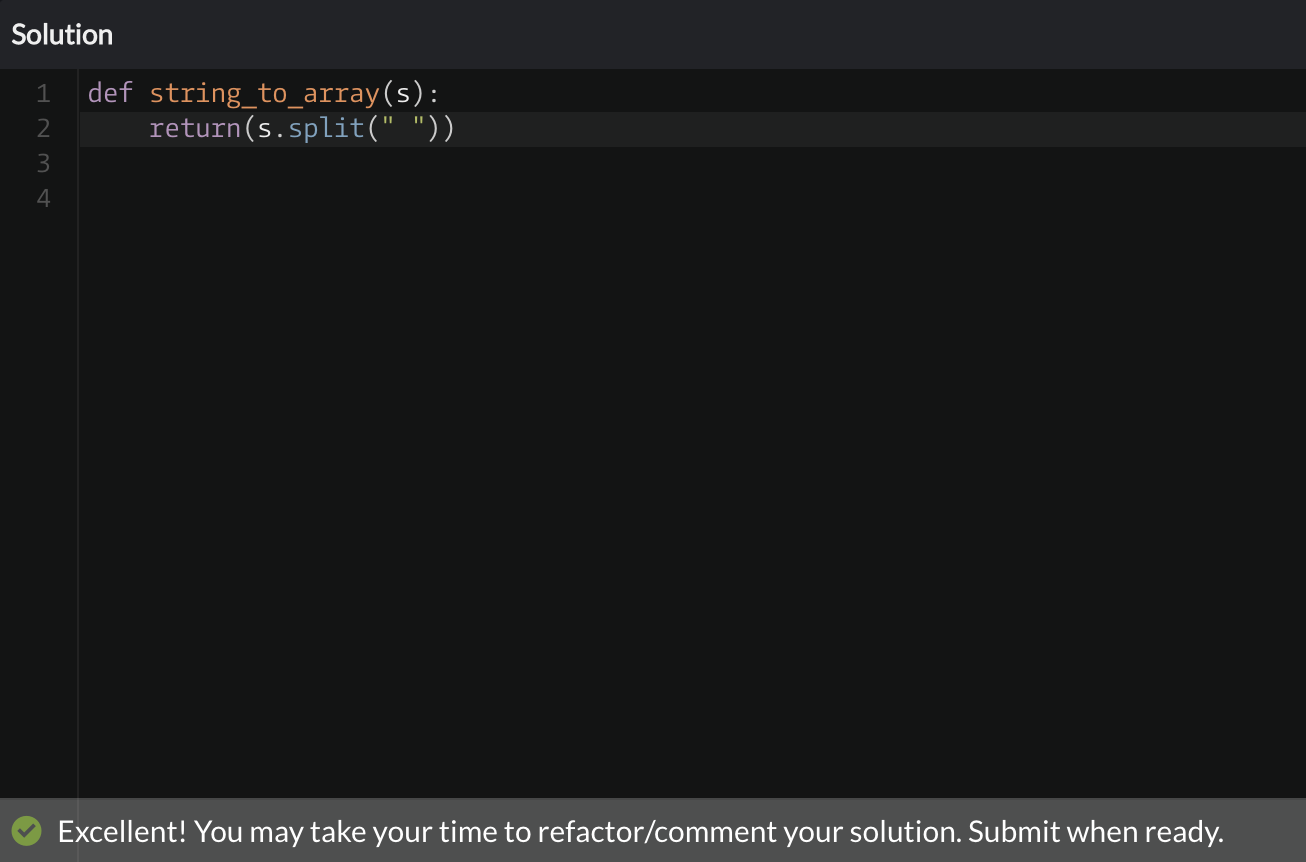 Solution
1 def string_to_array(s):
2     return(s.split(" "))
3
4
Excellent! You may take your time to refactor/comment your solution. Submit when ready.